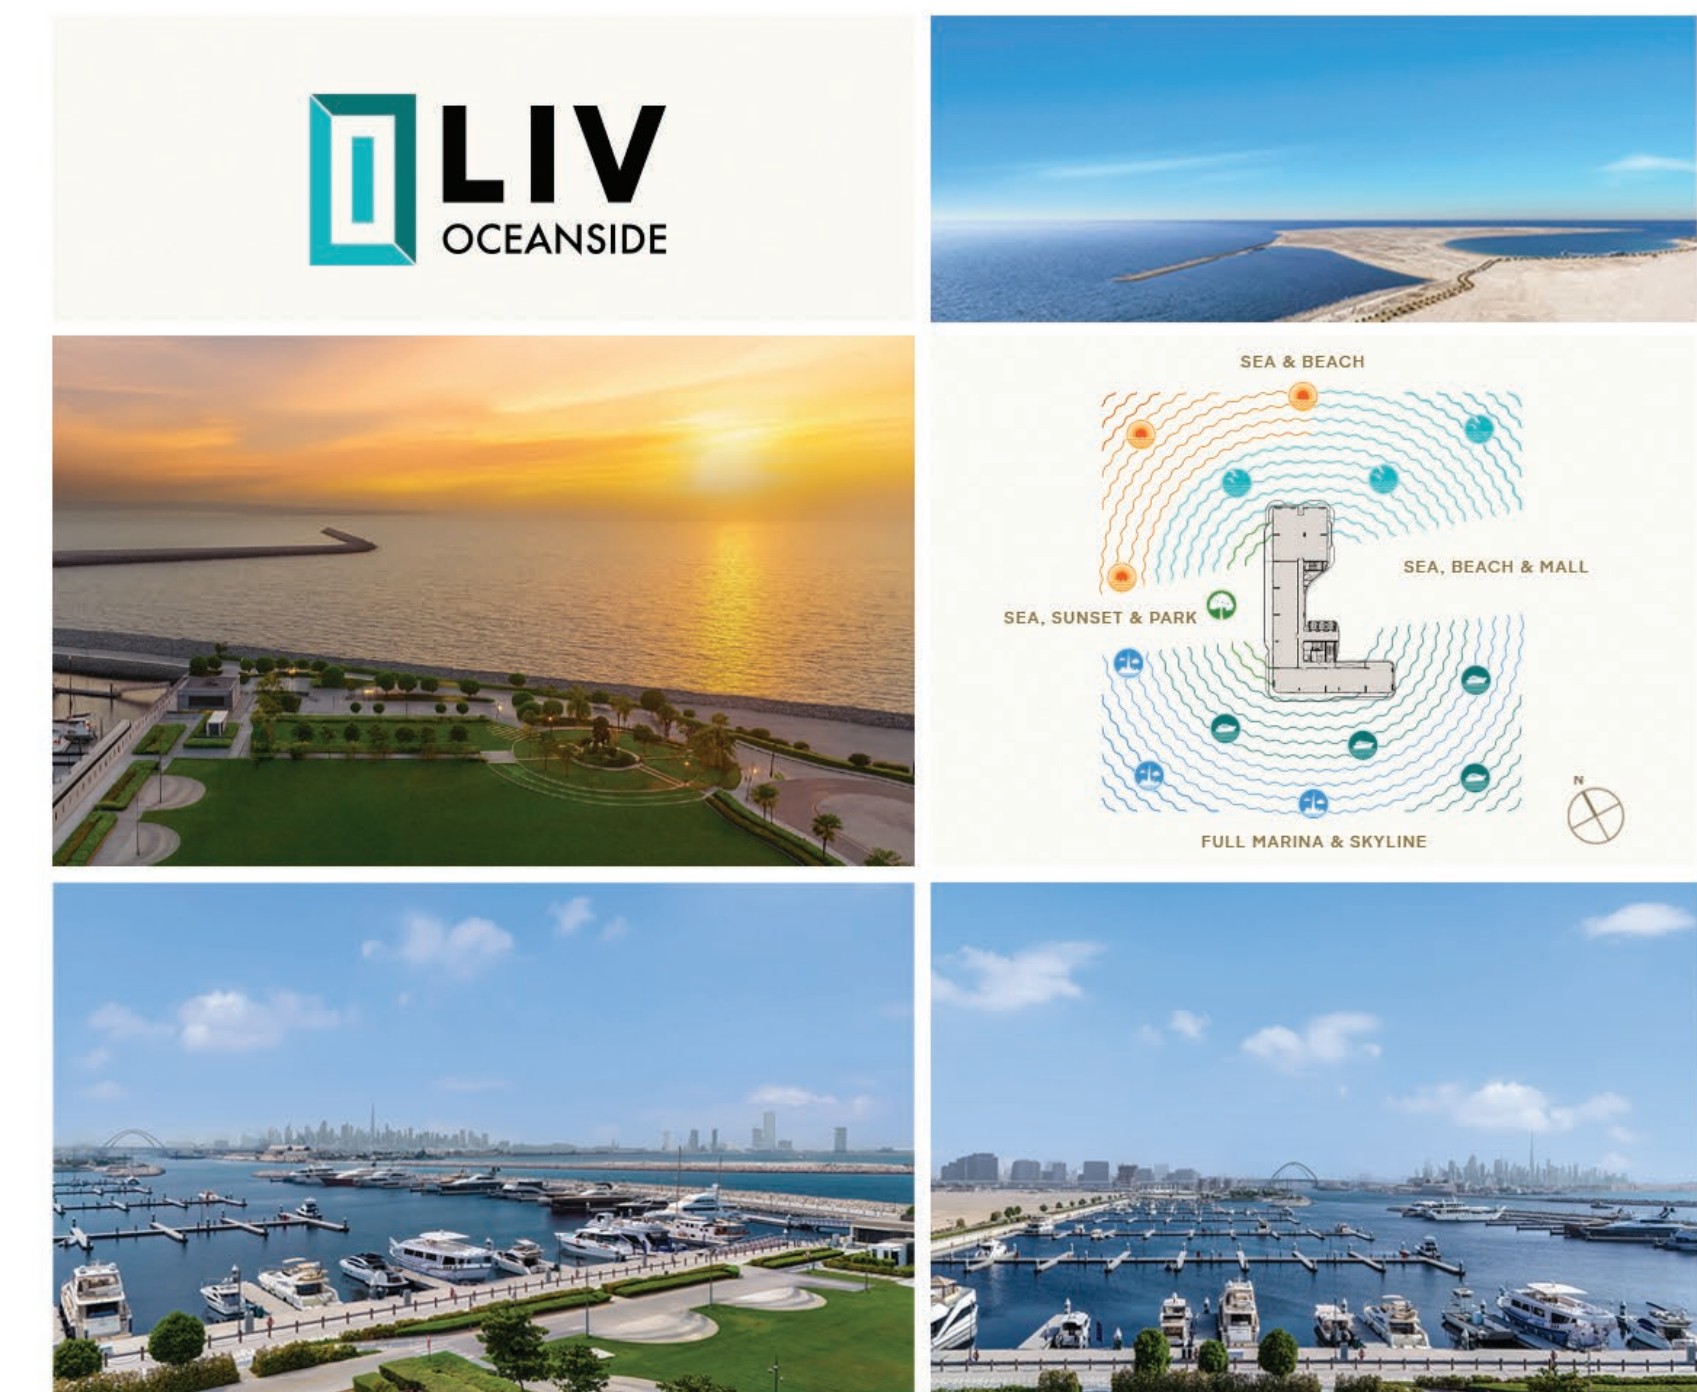 LIV
OCEANSIDE
SEA & BEACH
SEA, BEACH & MALL
SEA, SUNSET & PARK
N
FULL MARINA & SKYLINE